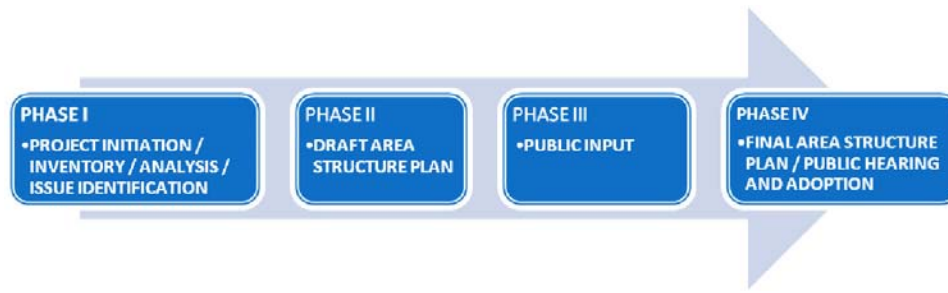 PHASE I
•PROJECT INITIATION /
INVENTORY / ANALYSIS /
ISSUE IDENTIFICATION
PHASE II
•DRAFT AREA
STRUCTURE PLAN
PHASE III
•PUBLIC INPUT
PHASE IV
•FINAL AREA STRUCTURE
PLAN / PUBLIC HEARING
AND ADOPTION